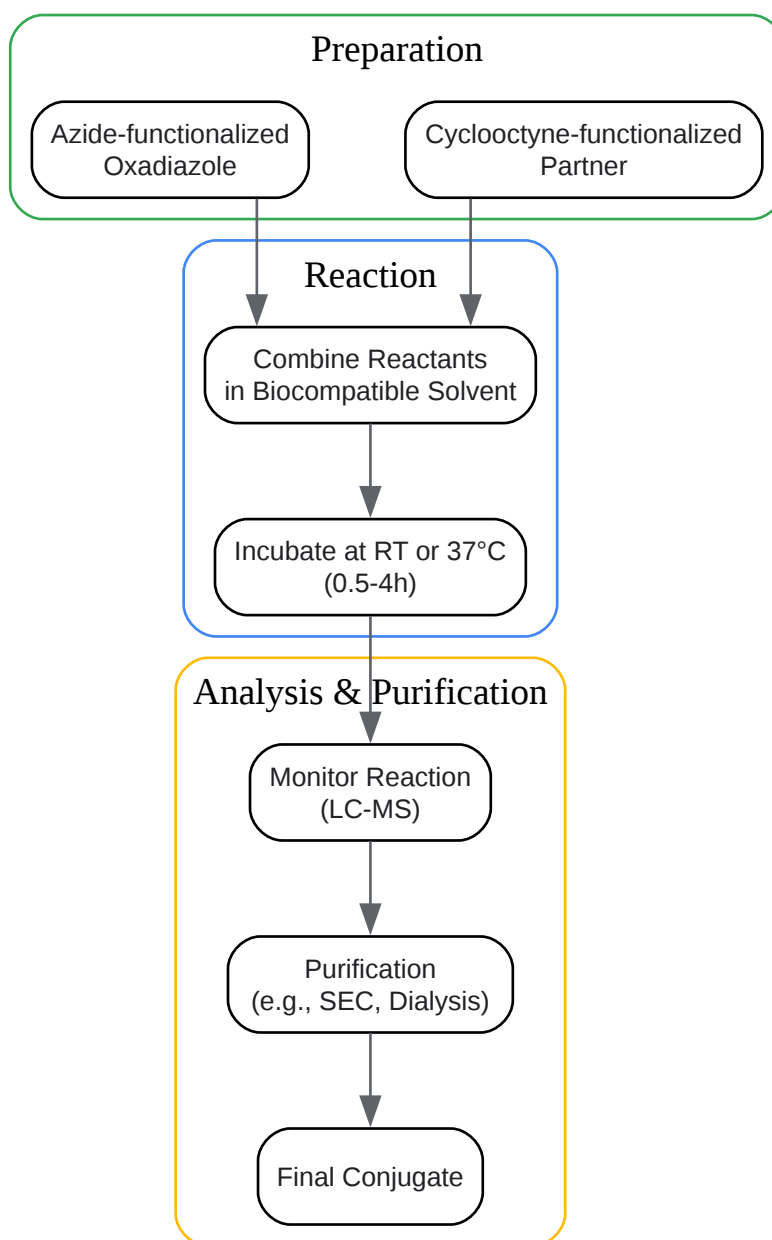 Preparation
Azide-functionalized
Oxadiazole
Cyclooctyne-functionalized
Partner
Reaction
Combine Reactants
in Biocompatible Solvent
Incubate at RT or 37°C
(0.5-4h)
Analysis & Purification
Monitor Reaction
(LC-MS)
Purification
(e.g., SEC, Dialysis)
Final Conjugate